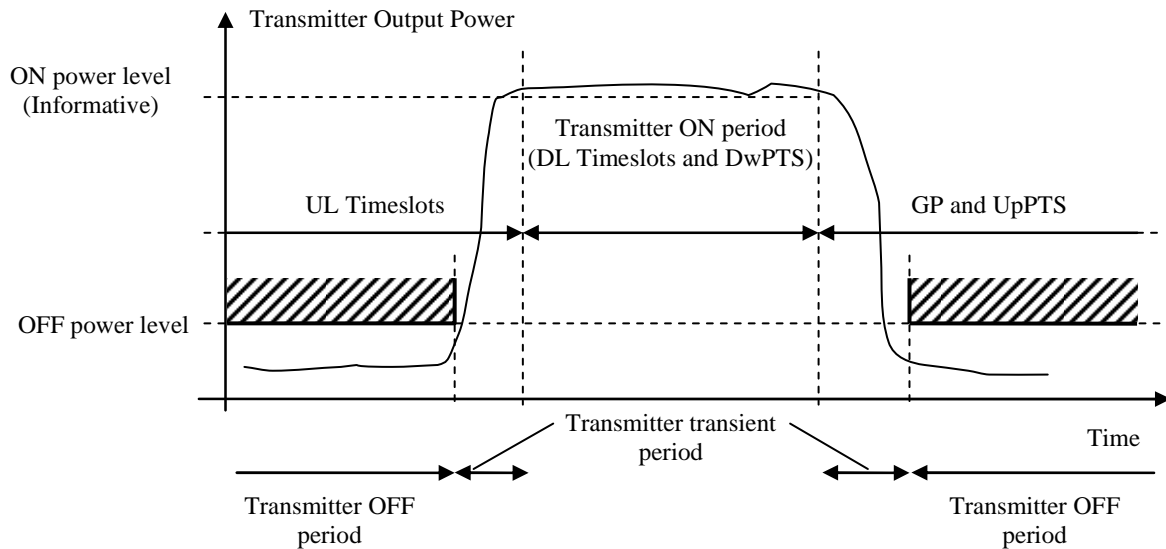 Transmitter Output Power
ON power level
(Informative)
Transmitter ON period
(DL Timeslots and DwPTS)
UL Timeslots
GP and UpPTS
OFF power level
Transmitter transient
period
Time
Transmitter OFF
period
Transmitter OFF
period